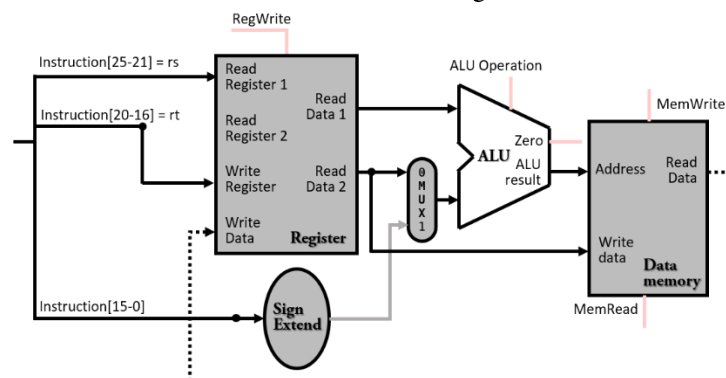 RegWrite
Instruction[25-21] = rs
Read
Register 1
Read
Data 1
ALU Operation
MemWrite
Instruction[20-16] = rt
Read
Register 2
Zero
ALU
ALU
result
Address
Read
Data
Write
Register
Read
Data 2
0
M
U
X
1
Write
Data
Register
Write
data
Data
memory
Instruction[15-0]
Sign
Extend
MemRead